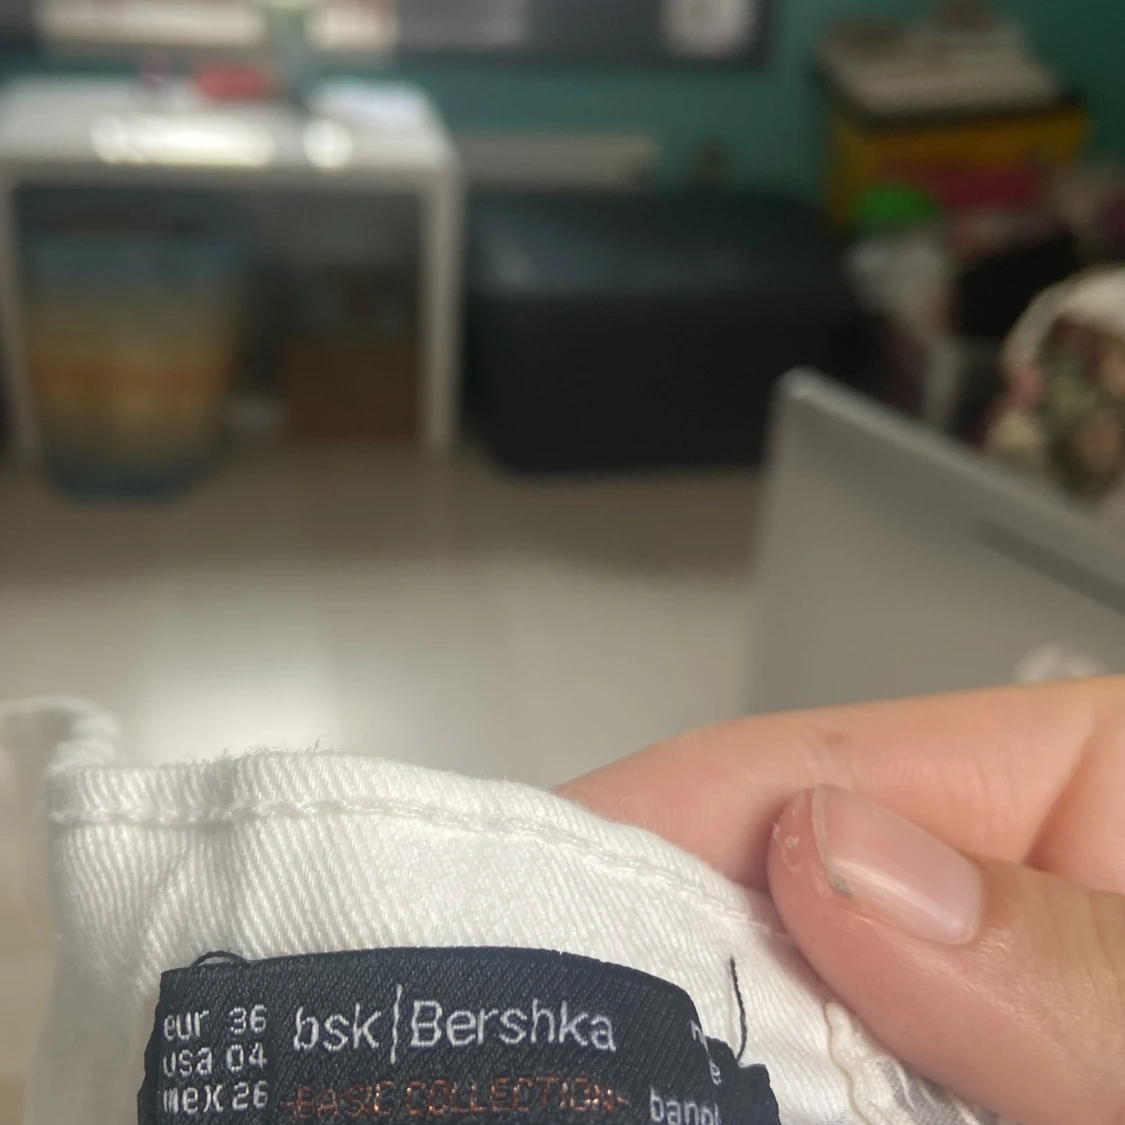 eur 36
usa 04
mex 26
bsk|Bershka
-BASIC COLLECTION-